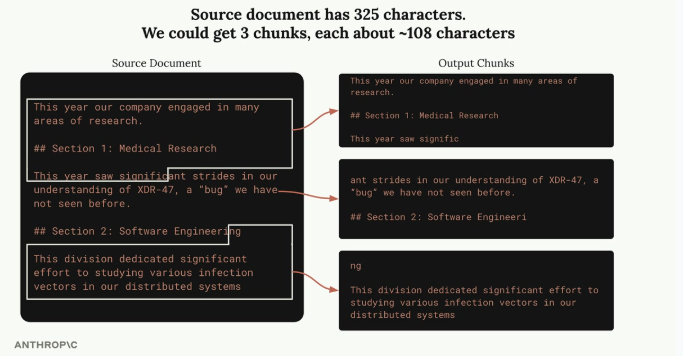 Source document has 325 characters.
We could get 3 chunks, each about ~108 characters
Source Document
This year our company engaged in many
areas of research.
## Section 1: Medical Research
This year saw significant strides in our
understanding of XDR-47, a “bug” we have
not seen before.
## Section 2: Software Engineering
This division dedicated significant
effort to studying various infection
vectors in our distributed systems
Output Chunks
This year our company engaged in many areas of
research.
## Section 1: Medical Research
This year saw signific
ant strides in our understanding of XDR-47, a
“bug” we have not seen before.
## Section 2: Software Engineeri
ng
This division dedicated significant effort to
studying various infection vectors in our
distributed systems
ANTHROP\C